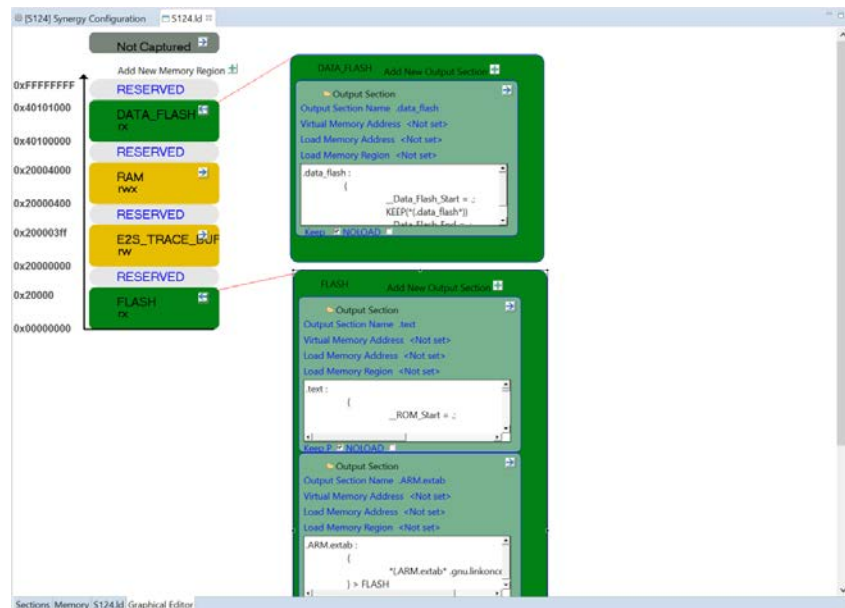 [S124] Synergy Configuration
S124.ld
Not Captured
Add New Memory Region
0xFFFFFFFF
RESERVED
0x40101000
DATA_FLASH
rx
0x40100000
RESERVED
0x20004000
RAM
rwx
0x20000400
RESERVED
0x200003ff
E2S_TRACE_BUF
rw
0x20000000
RESERVED
0x20000
FLASH
rx
0x00000000
DATA_FLASH Add New Output Section
Output Section
Output Section Name .data_flash
Virtual Memory Address <Not set>
Load Memory Address <Not set>
Load Memory Region <Not set>
.data_flash :
{
__Data_Flash_Start = .;
KEEP(*(.data_flash*))
__Data_Flash_End = .;
Keep NOLOAD
FLASH Add New Output Section
Output Section
Output Section Name .text
Virtual Memory Address <Not set>
Load Memory Address <Not set>
Load Memory Region <Not set>
.text :
{
__ROM_Start = .;
Keep P NOLOAD
Output Section
Output Section Name .ARM.extab
Virtual Memory Address <Not set>
Load Memory Address <Not set>
Load Memory Region <Not set>
.ARM.extab :
{
*(.ARM.extab* .gnu.linkonce
} > FLASH
Sections Memory S124.ld Graphical Editor